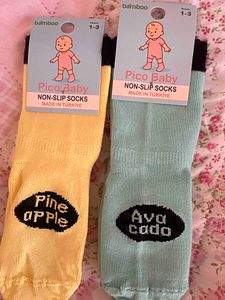 bamboo
1-3
Pico Baby
NON-SLIP SOCKS
MADE IN TÜRKİYE
Pine
apple
bamboo
1-3
Pico Baby
NON-SLIP SOCKS
MADE IN TÜRKİYE
Ava
cado